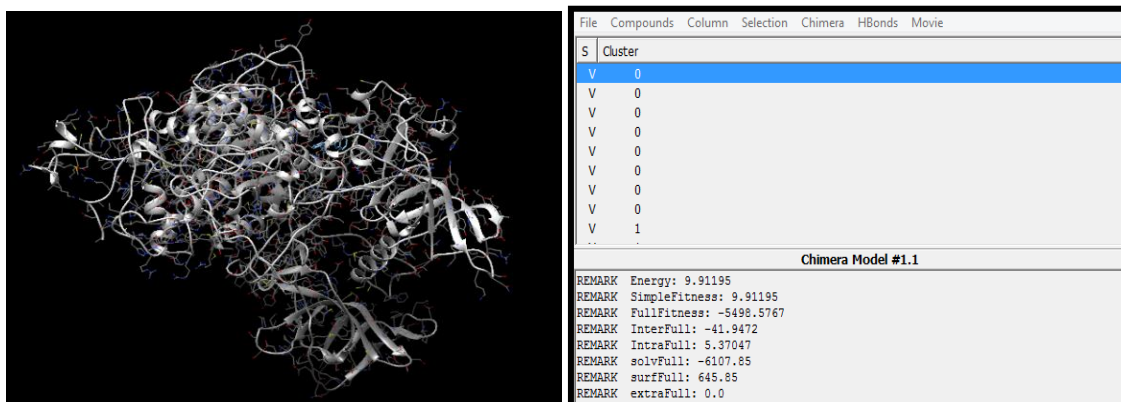 File Compounds Column Selection Chimera HBonds Movie
S Cluster
V 0
V 0
V 0
V 0
V 0
V 0
V 0
V 0
V 1
Chimera Model #1.1
REMARK Energy: 9.91195
REMARK SimpleFitness: 9.91195
REMARK FullFitness: -5498.5767
REMARK InterFull: -41.9472
REMARK IntraFull: 5.37047
REMARK solvFull: -6107.85
REMARK surfFull: 645.85
REMARK extraFull: 0.0